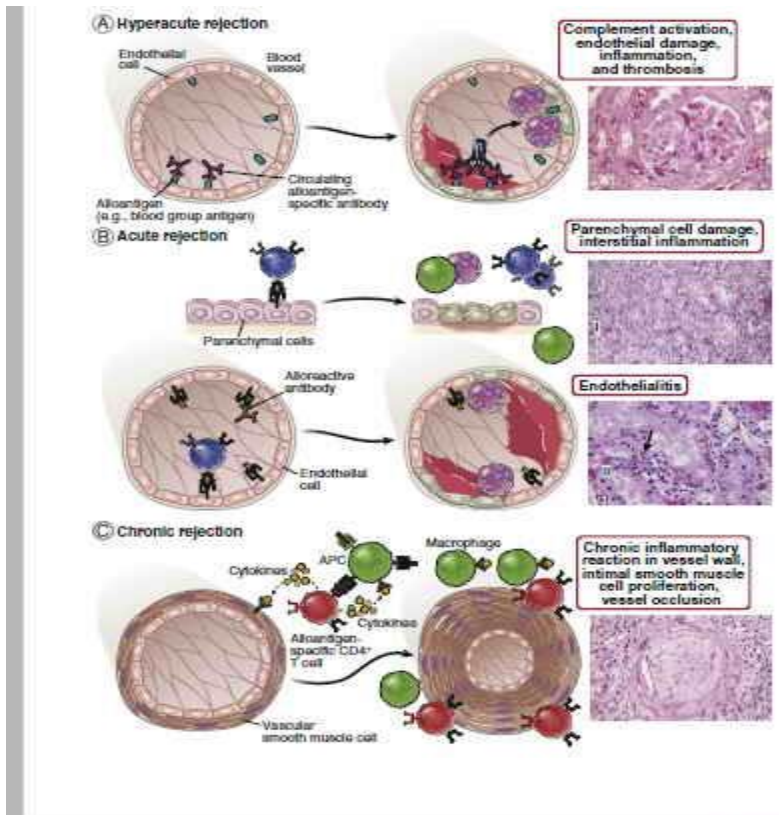 A Hyperacute rejection
Endothelial
cell
Blood
vessel
Alloantigen
(e.g., blood group antigen)
Circulating
alloantigen-
specific antibody
Complement activation,
endothelial damage,
inflammation,
and thrombosis
B Acute rejection
Parenchymal cells
Parenchymal cell damage,
interstitial inflammation
Alloreactive
antibody
Endothelial
cell
Endothelialitis
C Chronic rejection
Cytokines
APC
Macrophage
Cytokines
Alloantigen-
specific CD4+
T cell
Vascular
smooth muscle cell
Chronic inflammatory
reaction in vessel wall,
intimal smooth muscle
cell proliferation,
vessel occlusion